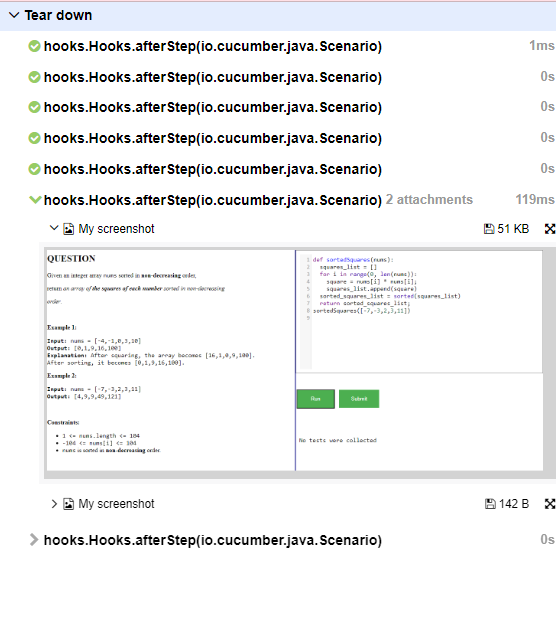 Tear down
hooks.Hooks.afterStep(io.cucumber.java.Scenario) 1ms
hooks.Hooks.afterStep(io.cucumber.java.Scenario) 0s
hooks.Hooks.afterStep(io.cucumber.java.Scenario) 0s
hooks.Hooks.afterStep(io.cucumber.java.Scenario) 0s
hooks.Hooks.afterStep(io.cucumber.java.Scenario) 0s
hooks.Hooks.afterStep(io.cucumber.java.Scenario) 2 attachments 119ms
My screenshot 51 KB
QUESTION
Given an integer array nums sorted in non-decreasing order,
return an array of the squares of each number sorted in non-decreasing
order.
Example 1:
Input: nums = [-4,-1,0,3,10]
Output: [0,1,9,16,100]
Explanation: After squaring, the array becomes [16,1,0,9,100].
After sorting, it becomes [0,1,9,16,100].
Example 2:
Input: nums = [-7,-3,2,3,11]
Output: [4,9,9,49,121]
Constraints:
• 1 <= nums.length <= 104
• -104 <= nums[i] <= 104
• nums is sorted in non-decreasing order.
1 def sortedSquares(nums):
2 squares_list = []
3 for i in range(0, len(nums)):
4 square = nums[i] * nums[i];
5 squares_list.append(square)
6 sorted_squares_list = sorted(squares_list)
7 return sorted_squares_list;
8 sortedSquares([-7,-3,2,3,11])
9
Run Submit
No tests were collected
My screenshot 142 B
hooks.Hooks.afterStep(io.cucumber.java.Scenario) 0s